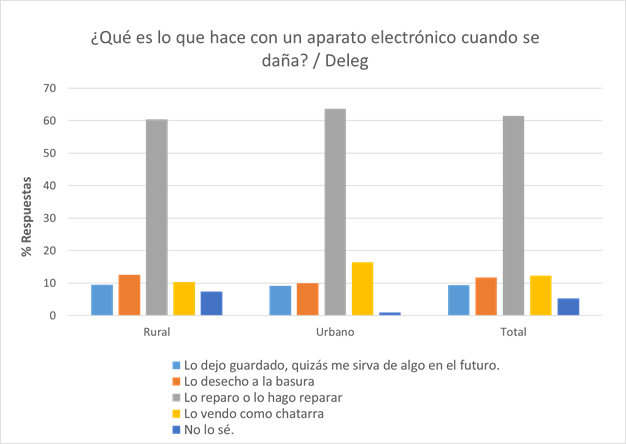 ¿Qué es lo que hace con un aparato electrónico cuando se
daña? / Deleg
% Respuestas
70
60
50
40
30
20
10
0
Rural
Urbano
Total
Lo dejo guardado, quizás me sirva de algo en el futuro.
Lo desecho a la basura
Lo reparo o lo hago reparar
Lo vendo como chatarra
No lo sé.